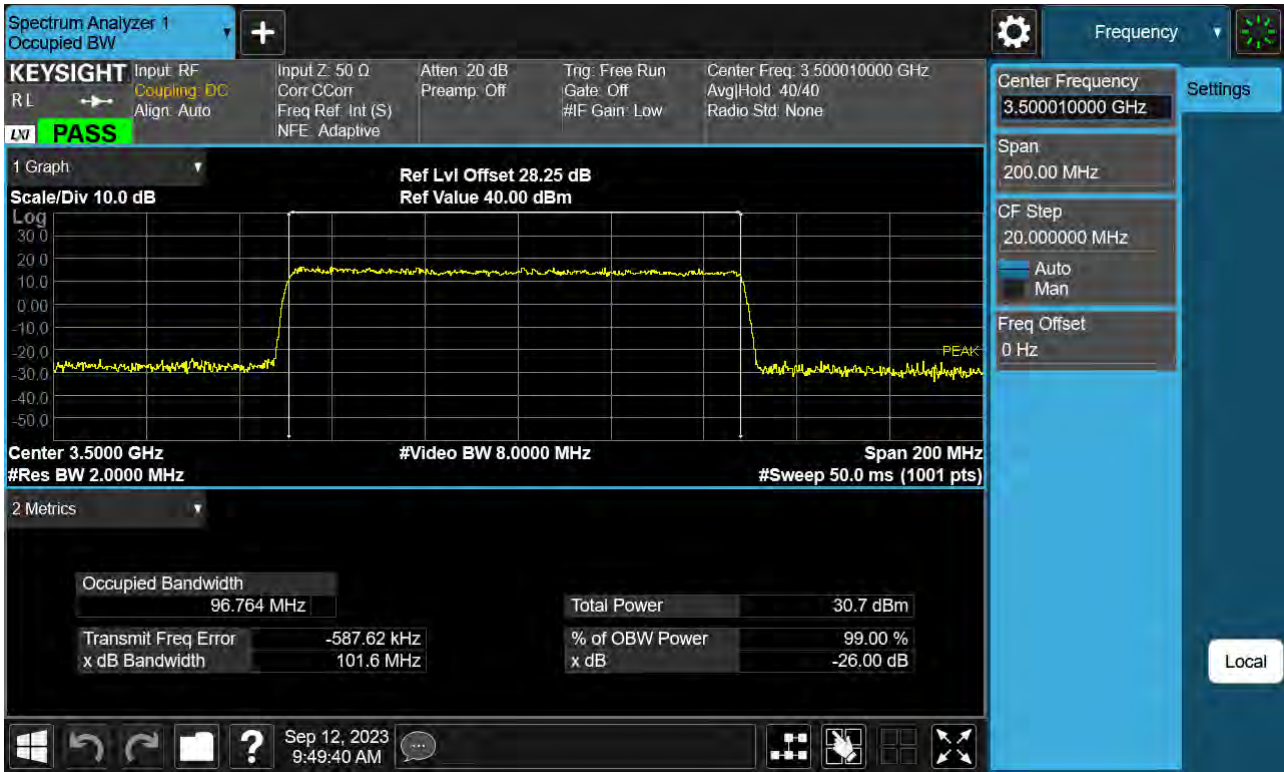 Spectrum Analyzer 1
Occupied BW
Frequency
KEYSIGHT
RL
LXI
PASS
Input: RF
Coupling: DC
Align: Auto
Input Z: 50 Ω
Corr CCorr
Freq Ref: Int (S)
NFE: Adaptive
Atten: 20 dB
Preamp: Off
Trig: Free Run
Gate: Off
#IF Gain: Low
Center Freq: 3.500010000 GHz
Avg|Hold: 40/40
Radio Std: None
Center Frequency
3.500010000 GHz
Settings
Span
200.00 MHz
CF Step
20.000000 MHz
Auto
Man
Freq Offset
0 Hz
Local
1 Graph
Scale/Div 10.0 dB
Ref Lvl Offset 28.25 dB
Ref Value 40.00 dBm
Log
30.0
20.0
10.0
0.00
-10.0
-20.0
-30.0
-40.0
-50.0
PEAK
Center 3.5000 GHz
#Video BW 8.0000 MHz
Span 200 MHz
#Res BW 2.0000 MHz
#Sweep 50.0 ms (1001 pts)
2 Metrics
Occupied Bandwidth
96.764 MHz
Total Power 30.7 dBm
Transmit Freq Error -587.62 kHz
% of OBW Power 99.00 %
x dB Bandwidth 101.6 MHz
x dB -26.00 dB
?
Sep 12, 2023
9:49:40 AM